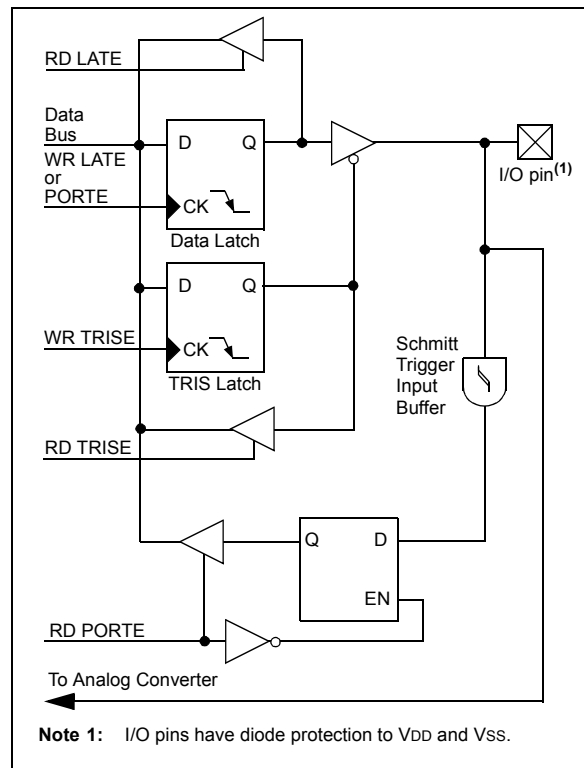 RD LATE
Data
Bus
WR LATE
or
PORTE
D Q
CK
Data Latch
I/O pin(1)
D Q
WR TRISE
CK
TRIS Latch
Schmitt
Trigger
Input
Buffer
RD TRISE
Q D
EN
RD PORTE
To Analog Converter
Note 1: I/O pins have diode protection to VDD and VSS.